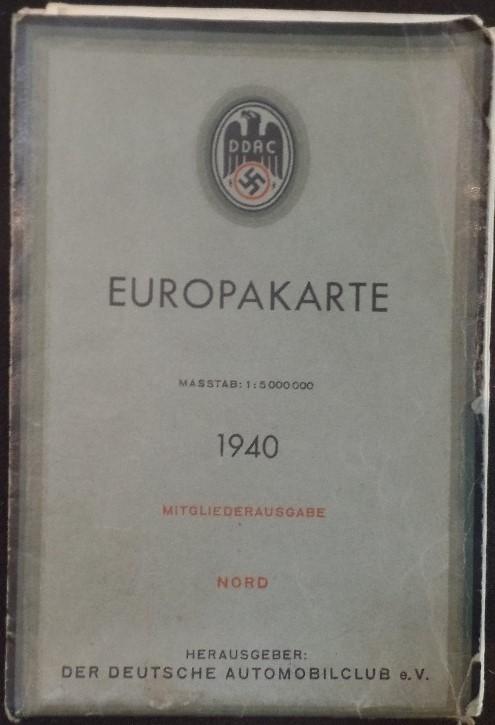 DDAC
EUROPAKARTE
MASSTAB: 1:5000000
1940
MITGLIEDERAUSGABE
NORD
HERAUSGEBER:
DER DEUTSCHE AUTOMOBILCLUB e.V.